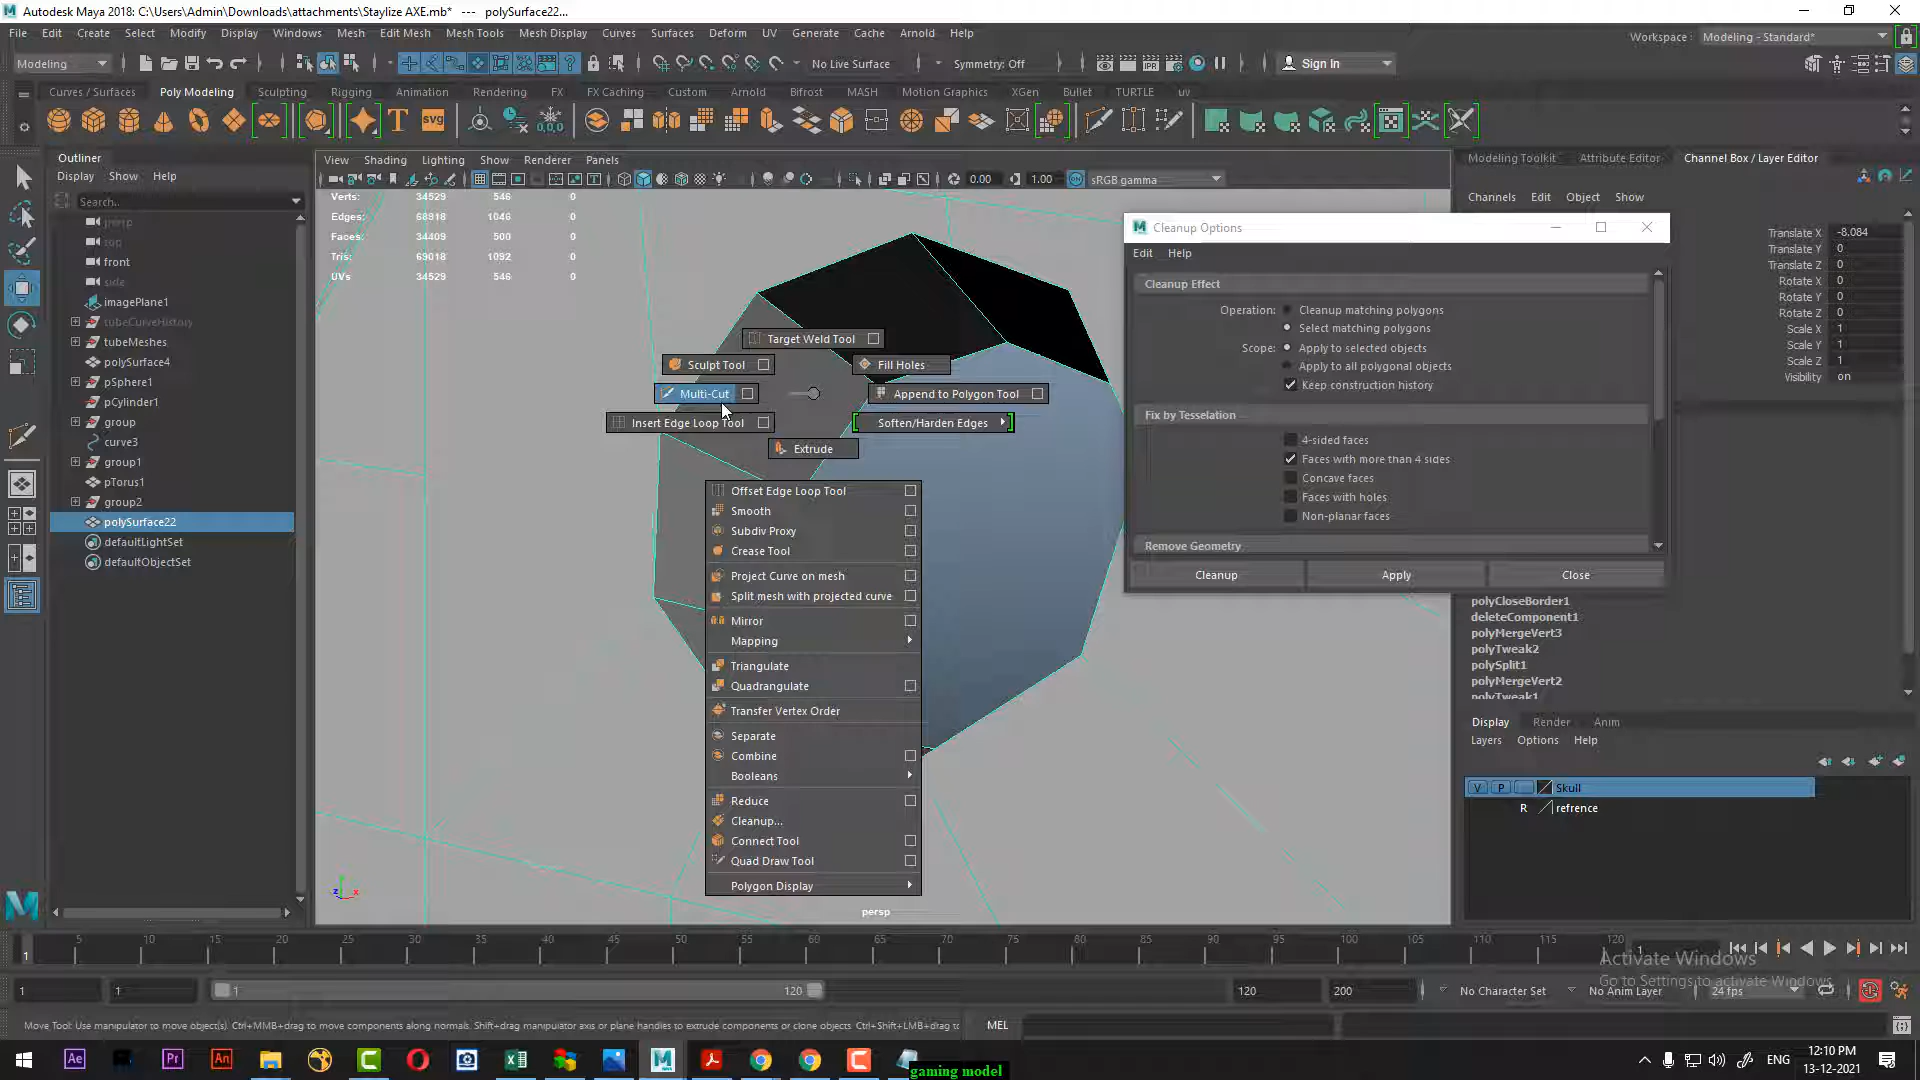 Autodesk Maya 2018: C:\Users\Admin\Downloads\attachments\Staylize AXE.mb* --- polySurface22...
File Edit Create Select Modify Display Windows Mesh Edit Mesh Mesh Tools Mesh Display Curves Surfaces Deform UV Generate Cache Arnold Help
Workspace : Modeling - Standard*
Modeling
No Live Surface
Symmetry: Off
Sign In
Curves / Surfaces Poly Modeling Sculpting Rigging Animation Rendering FX FX Caching Custom Arnold Bifrost MASH Motion Graphics XGen Bullet TURTLE uv
Outliner
Display Show Help
Search..
persp
top
front
side
imagePlane1
tubeCurveHistory
tubeMeshes
polySurface4
pSphere1
pCylinder1
group
curve3
group1
pTorus1
group2
polySurface22
defaultLightSet
defaultObjectSet
View Shading Lighting Show Renderer Panels
0.00 1.00 sRGB gamma
Verts: 34529 546 0
Edges: 68918 1046 0
Faces: 34409 500 0
Tris: 69018 1092 0
UVs 34529 546 0
Target Weld Tool
Sculpt Tool
Fill Holes
Multi-Cut
Append to Polygon Tool
Insert Edge Loop Tool
Soften/Harden Edges
Extrude
Offset Edge Loop Tool
Smooth
Subdiv Proxy
Crease Tool
Project Curve on mesh
Split mesh with projected curve
Mirror
Mapping
Triangulate
Quadrangulate
Transfer Vertex Order
Separate
Combine
Booleans
Reduce
Cleanup...
Connect Tool
Quad Draw Tool
Polygon Display
persp
Cleanup Options
Edit Help
Cleanup Effect
Operation: Cleanup matching polygons
Select matching polygons
Scope: Apply to selected objects
Apply to all polygonal objects
Keep construction history
Fix by Tesselation
4-sided faces
Faces with more than 4 sides
Concave faces
Faces with holes
Non-planar faces
Remove Geometry
Cleanup Apply Close
Modeling Toolkit Attribute Editor Channel Box / Layer Editor
Channels Edit Object Show
Translate X -8.084
Translate Y 0
Translate Z 0
Rotate X 0
Rotate Y 0
Rotate Z 0
Scale X 1
Scale Y 1
Scale Z 1
Visibility on
polyCloseBorder1
deleteComponent1
polyMergeVert3
polyTweak2
polySplit1
polyMergeVert2
polyTweak1
Display Render Anim
Layers Options Help
V P Skull
R refrence
5 10 15 20 25 30 35 40 45 50 55 60 65 70 75 80 85 90 95 100 105 110 115 120
1
1
1 1 1 120 120 200
No Character Set
No Anim Layer
24 fps
Activate Windows
Go to Settings to activate Windows.
Move Tool: Use manipulator to move object(s). Ctrl+MMB+drag to move components along normals. Shift+drag manipulator axis or plane handles to extrude components or clone objects. Ctrl+Shift+LMB+drag to
MEL
ENG
12:10 PM
13-12-2021
gaming model